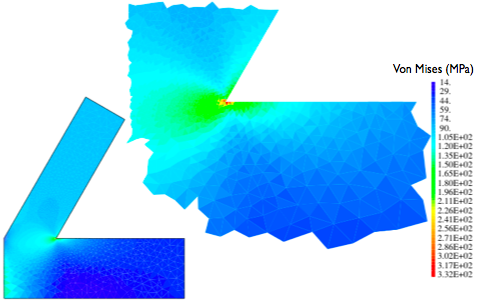 Von Mises (MPa)
14.
29.
44.
59.
74.
90.
1.05E+02
1.20E+02
1.35E+02
1.50E+02
1.65E+02
1.80E+02
1.96E+02
2.11E+02
2.26E+02
2.41E+02
2.56E+02
2.71E+02
2.86E+02
3.02E+02
3.17E+02
3.32E+02